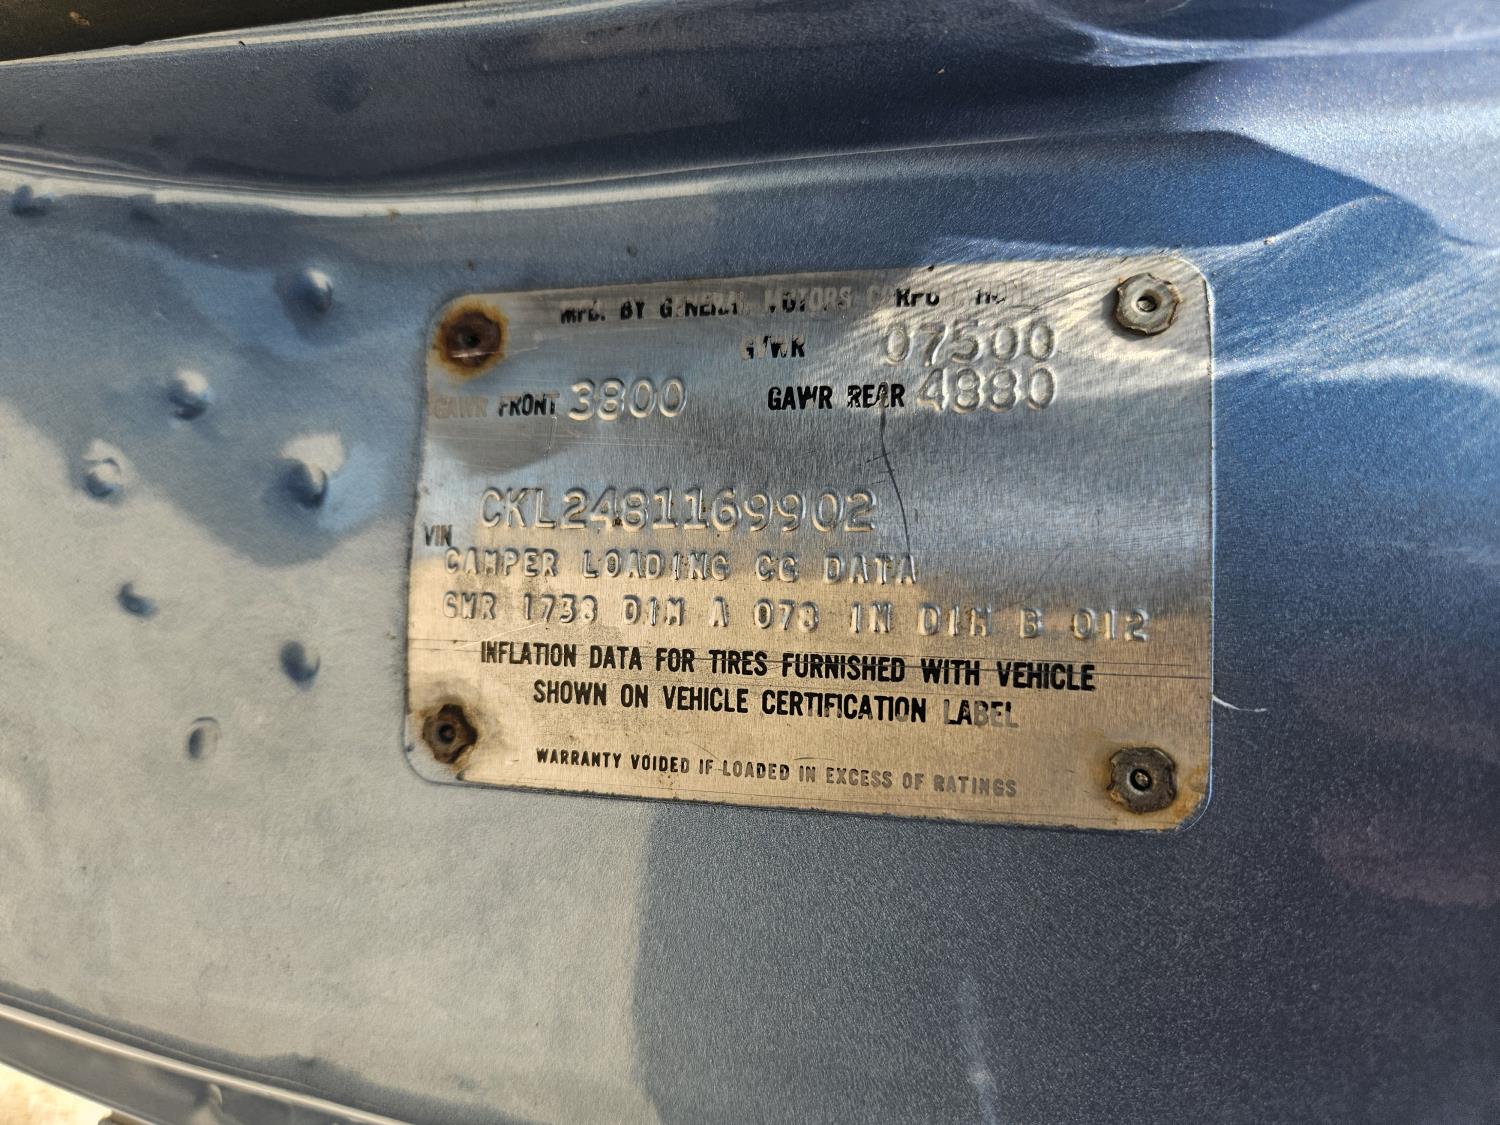 MFD. BY GENERAL MOTORS CORPORATION
GVWR 07500
GAWR FRONT 3800 GAWR REAR 4880
VIN CKL2481169902
CAMPER LOADING CG DATA
CWR 1738 DIM A 078 IN DIM B 012
INFLATION DATA FOR TIRES FURNISHED WITH VEHICLE
SHOWN ON VEHICLE CERTIFICATION LABEL
WARRANTY VOIDED IF LOADED IN EXCESS OF RATINGS